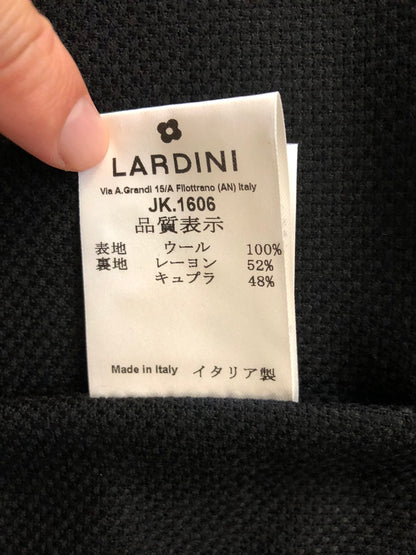 LARDINI
Via A.Grandi 15/A Filottrano (AN) Italy
JK.1606
品質表示
表地 ウール 100%
裏地 レーヨン 52%
キュプラ 48%
Made in Italy イタリア製